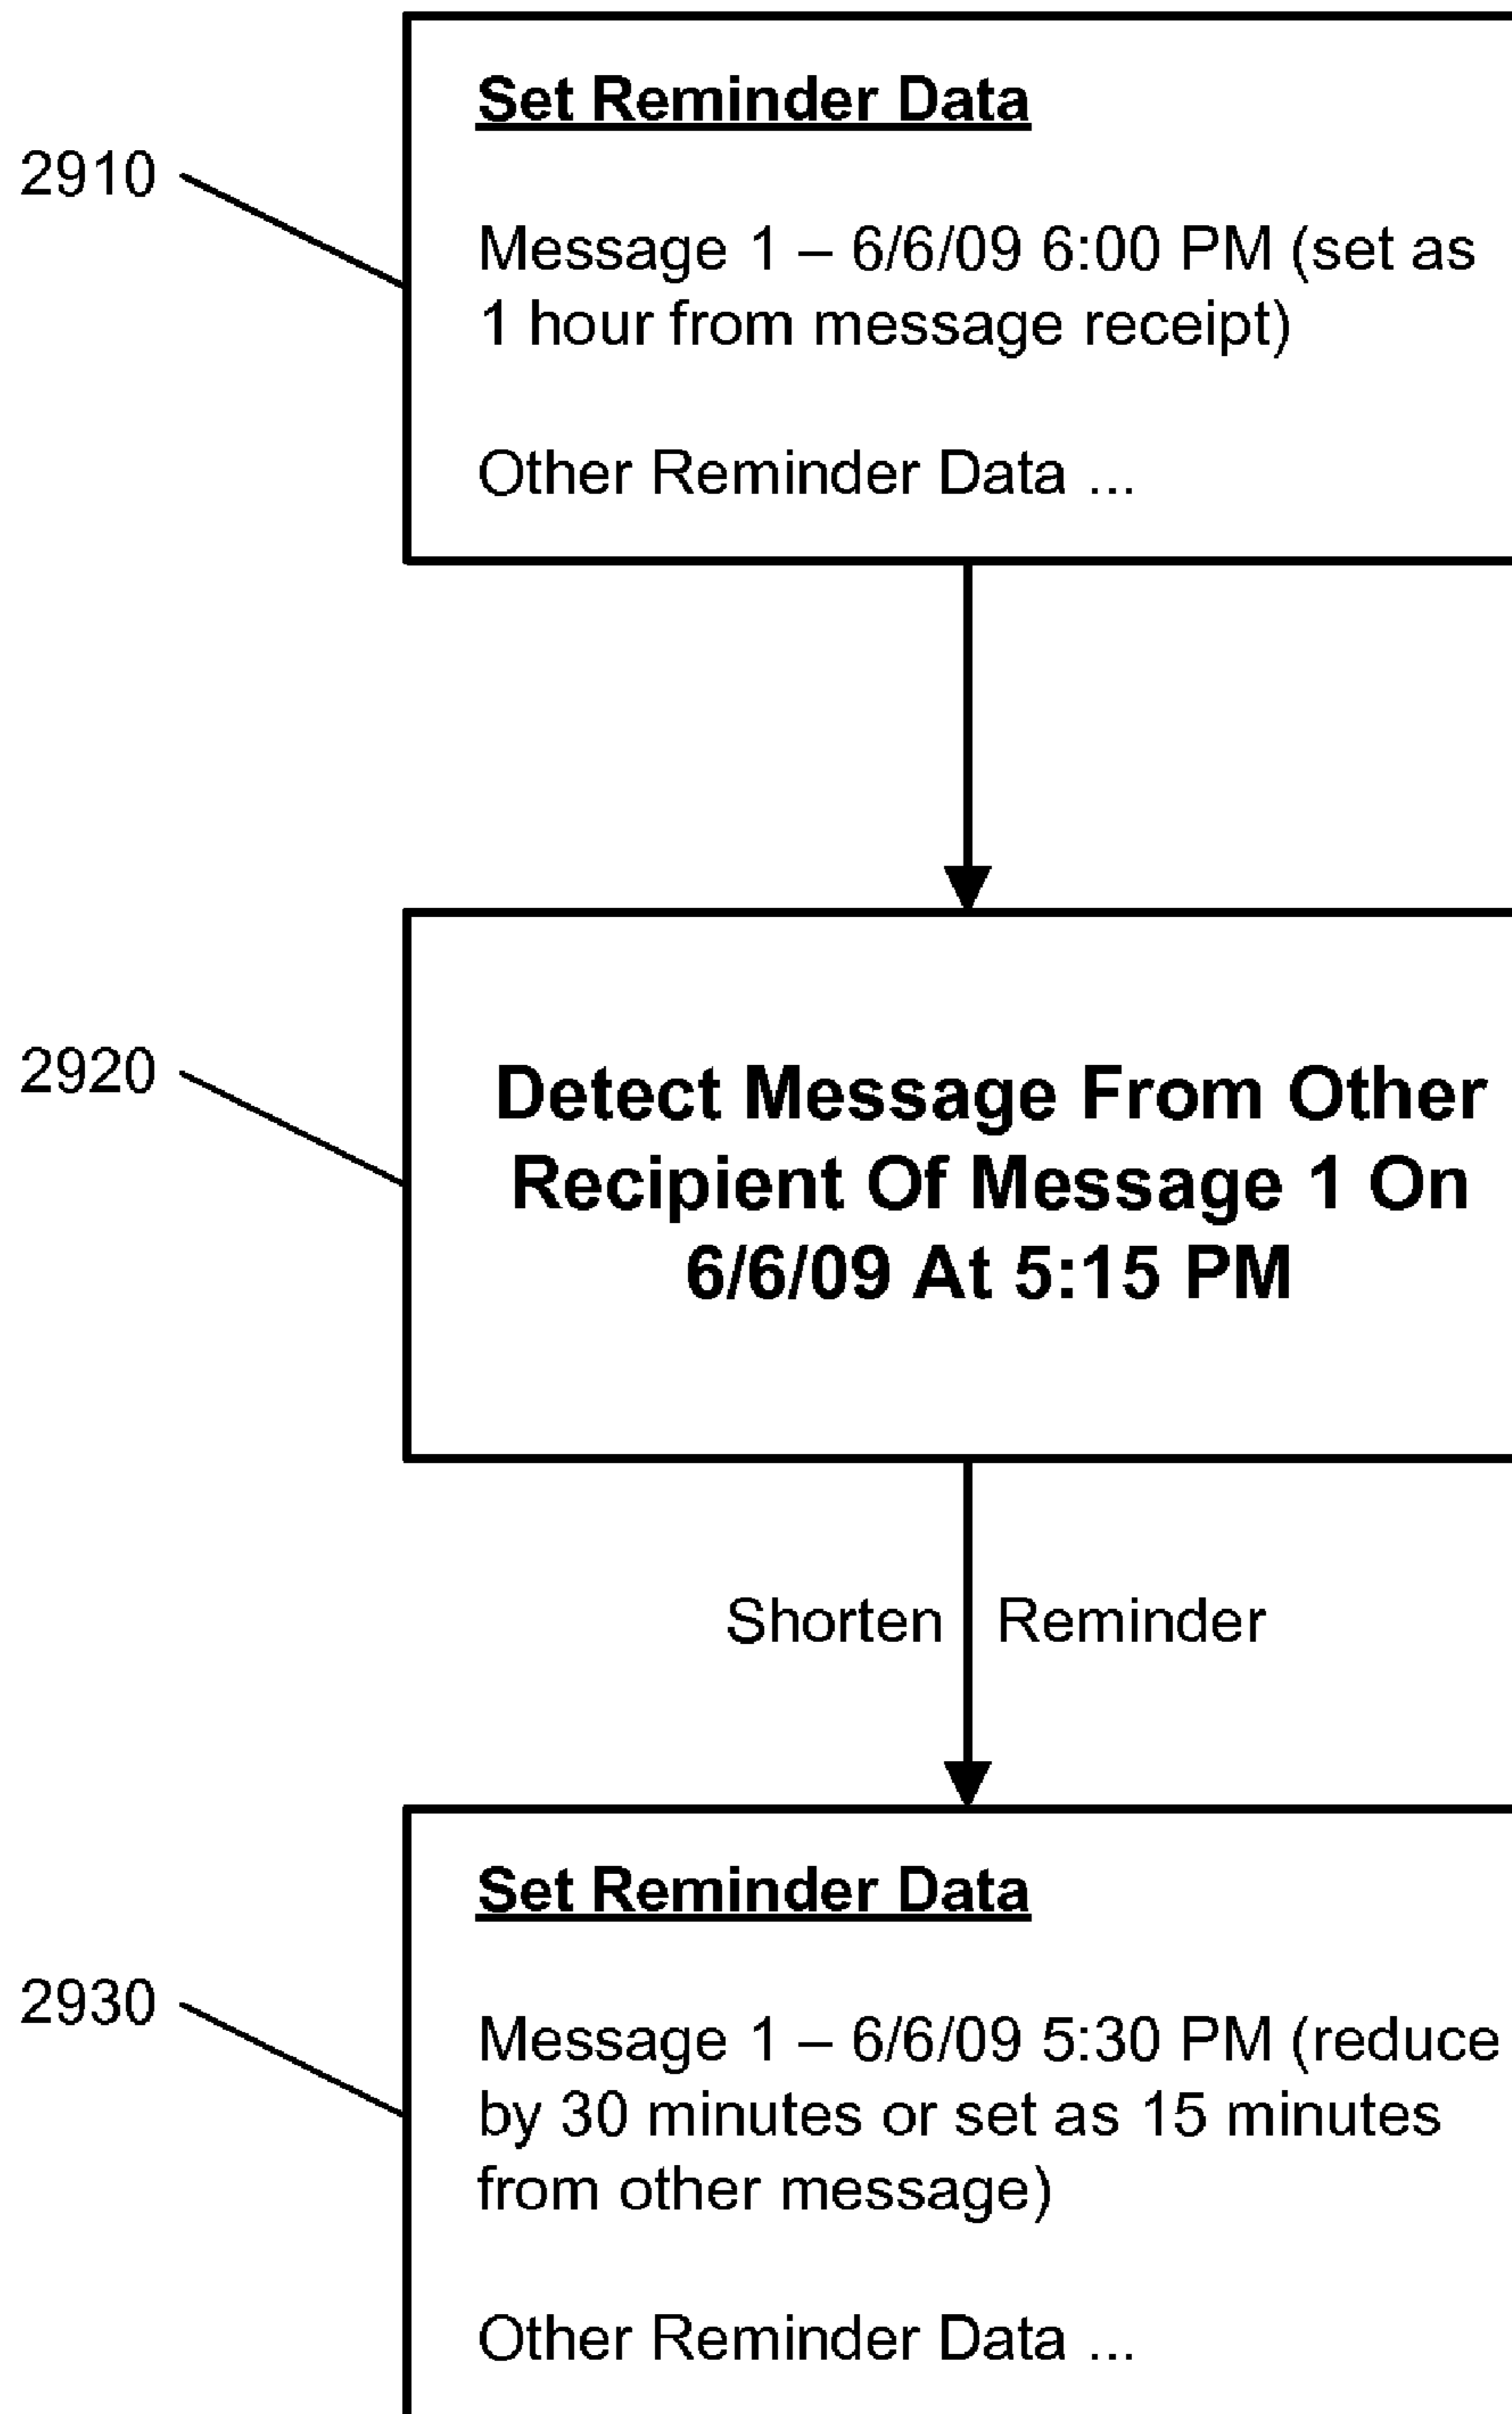 Set Reminder Data
2910
Message 1 – 6/6/09 6:00 PM (set as
1 hour from message receipt)
Other Reminder Data ...
2920
Detect Message From Other
Recipient Of Message 1 On
6/6/09 At 5:15 PM
Shorten Reminder
Set Reminder Data
2930
Message 1 – 6/6/09 5:30 PM (reduce
by 30 minutes or set as 15 minutes
from other message)
Other Reminder Data ...